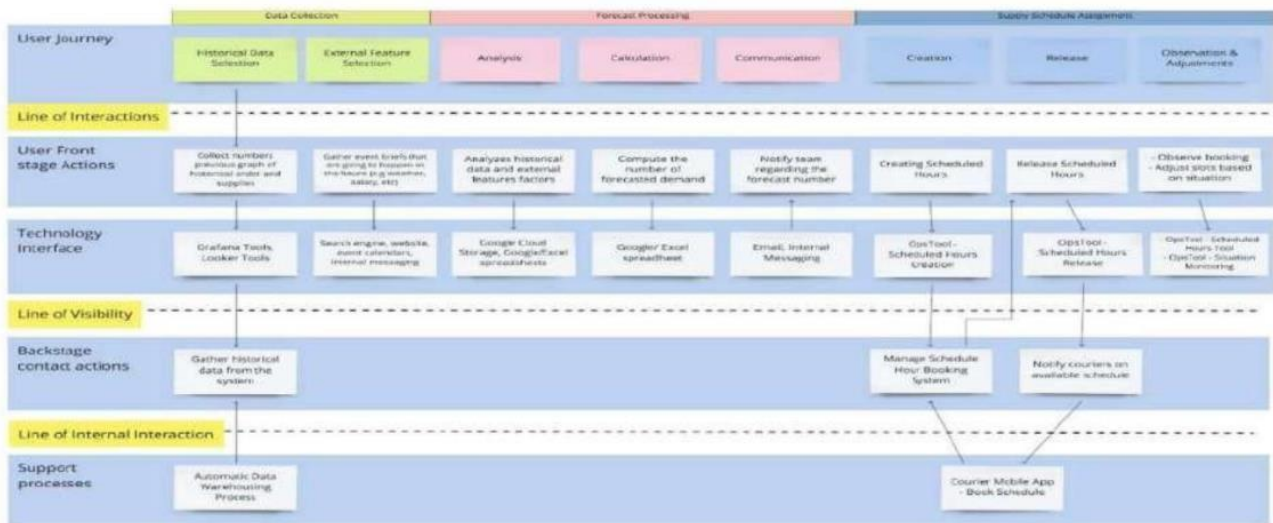 Data Collection
Forecast Processing
Supply Schedule Assignment
User Journey
Historical Data
Selection
External Feature
Selection
Analysis
Calculation
Communication
Creation
Release
Observation &
Adjustments
Line of Interactions
User Front
stage Actions
Collect numbers
previous graph of
historical order and
supplies
Gather event briefs that
are going to happen in
the future (e.g weather,
salary, etc)
Analyzes historical
data and external
features factors
Compute the
number of
forecasted demand
Notify team
regarding the
forecast number
Creating Scheduled
Hours
Release Scheduled
Hours
- Observe booking
- Adjust slots based
on situation
Technology
Interface
Grafana Tools,
Looker Tools
Search engine, website,
event calendars,
internal messaging
Google Cloud
Storage, Google/Excel
spreadsheets
Google/ Excel
spreadheet
Email, Internal
Messaging
OpsTool-
Scheduled Hours
Creation
OpsTool-
Scheduled Hours
Release
- OpsTool - Scheduled
Hours Tool
- OpsTool - Situation
Monitoring
Line of Visibility
Backstage
contact actions
Gather historical
data from the
system
Manage Schedule
Hour Booking
System
Notify couriers on
available schedule
Line of Internal Interaction
Support
processes
Automatic Data
Warehousing
Process
Courier Mobile App
- Book Schedule